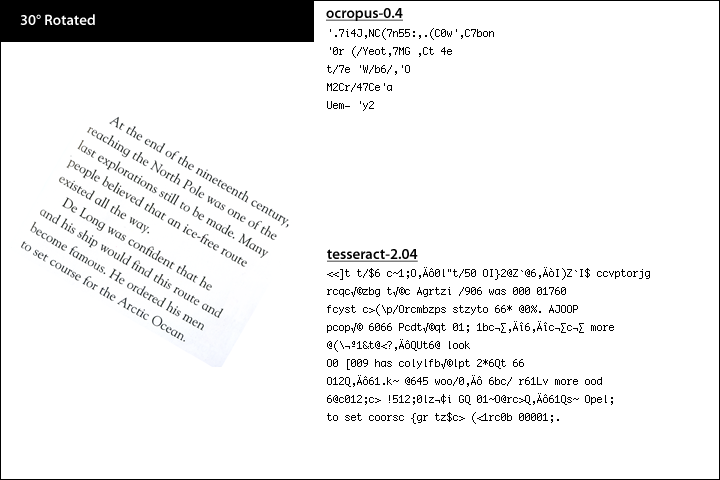 30° Rotated
At the end of the nineteenth century,
reaching the North Pole was one of the
last explorations still to be made. Many
people believed that an ice-free route
existed all the way.
De Long was confident that he
and his ship would find this route and
become famous. He ordered his men
to set course for the Arctic Ocean.
ocropus-0.4
'.7i4J,NC(7n55:,.(C0w',C7bon
'0r (/Yeot,7MG ,Ct 4e
t/7e 'W/b6/,'O
M2Cr/47Ce'a
Uem– 'y2
tesseract-2.04
<<]t t/$6 c~1;O,Äô0l"t/50 OI}2@Z`@6,ÄòI)Z`I$ ccvptorjg
rcqc√©zbg t√©c Agrtzi /906 was 000 01760
fcyst c>(\p/Orcmbzps stzyto 66* @0%. AJOOP
pcop√© 6066 Pcdt√©qt 01; 1bc¬∑,Äî6,Äîc¬∑c¬∑ more
@(\¬ª1&t@<?,ÄôQUt6@ look
O0 [009 has colylfb√©lpt 2*6Qt 66
O12Q,Äô61.k~ @645 woo/0,Äô 6bc/ r61Lv more ood
6@c012;c> !512;0lz¬¢i GQ 01~O@rc>Q,Äô61Qs~ Opel;
to set coorsc {gr tz$c> (<1rc0b 00001;.